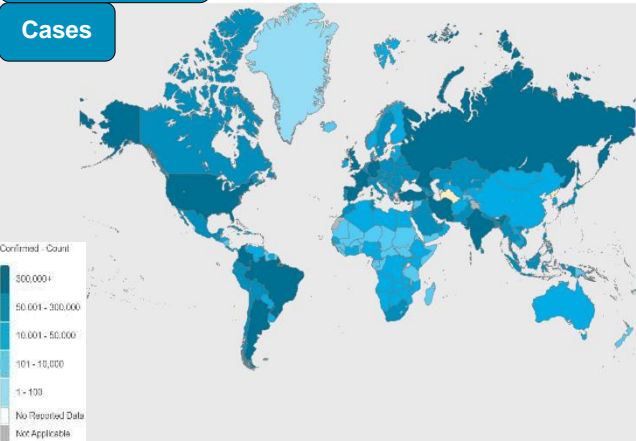 Cases
Confirmed - Count
300,000+
50,001 - 300,000
10,001 - 50,000
101 - 10,000
1 - 100
No Reported Data
Not Applicable